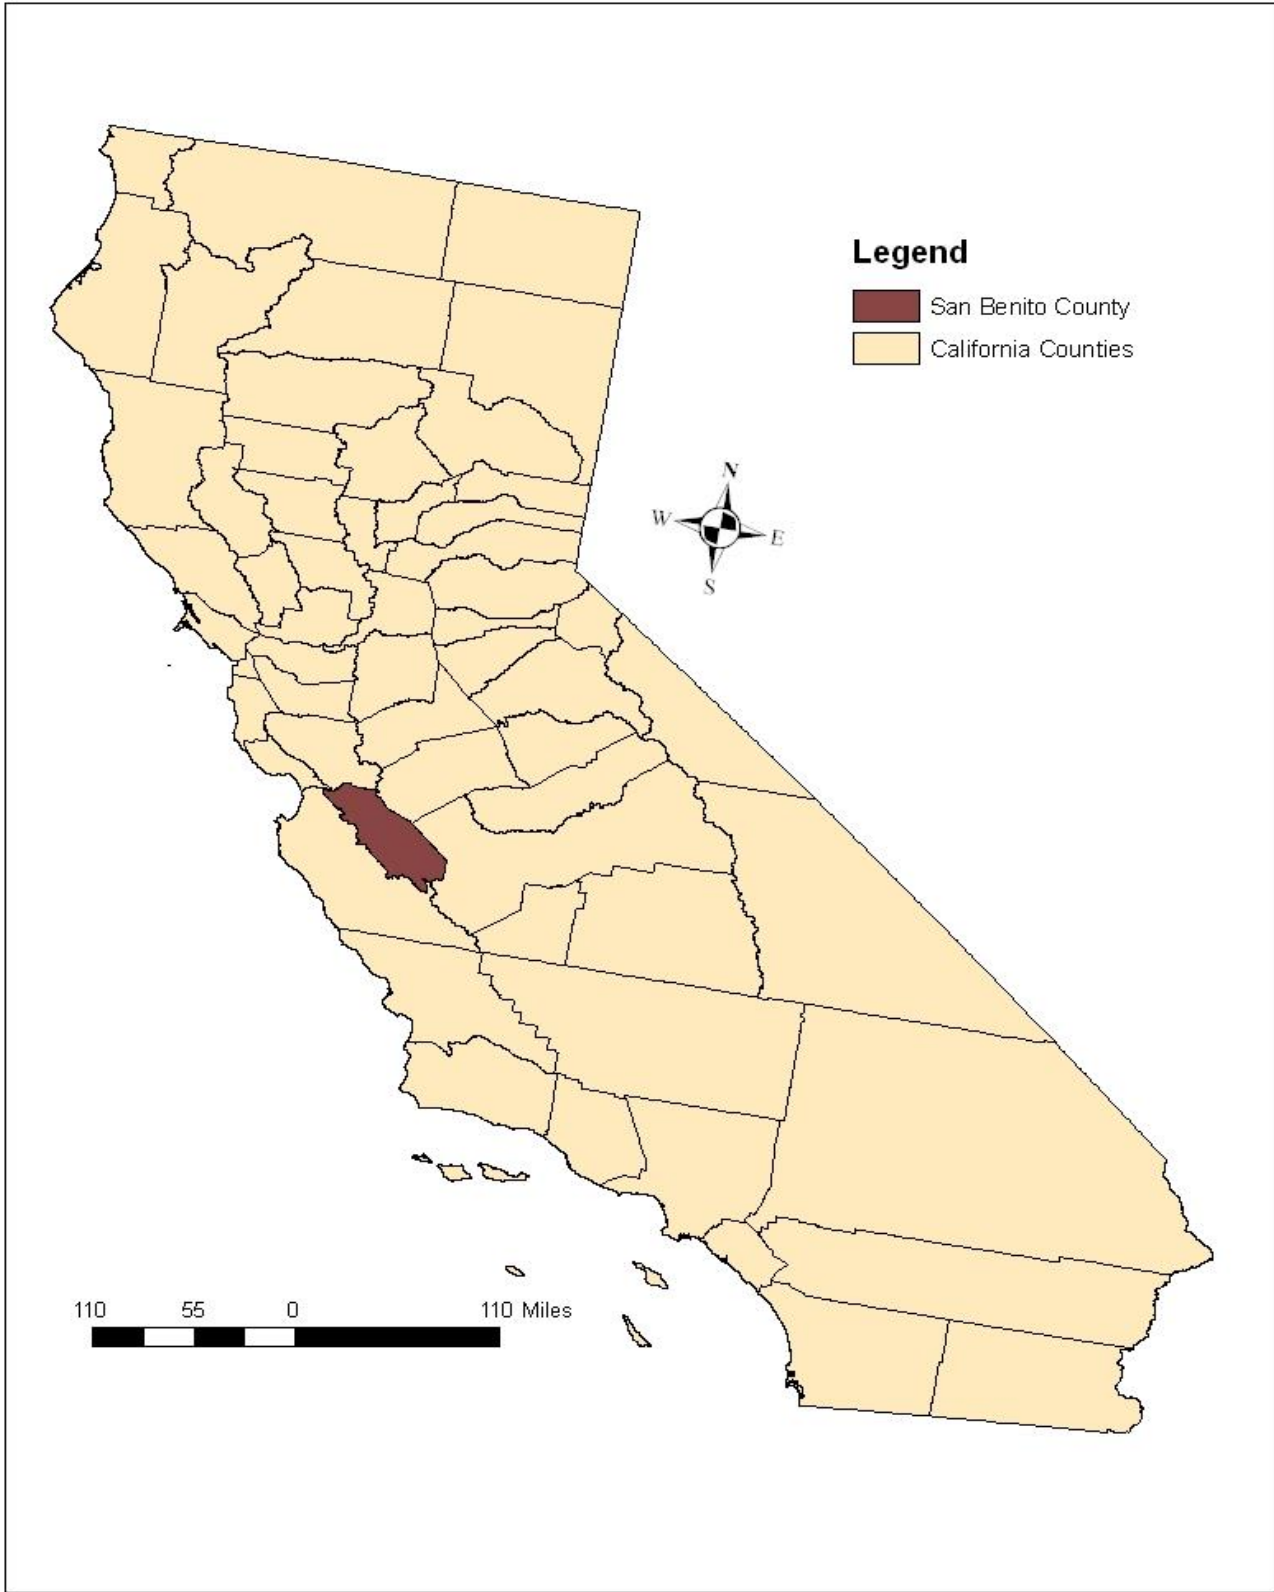 Legend
San Benito County
California Counties
N
W
E
S
110 55 0 110 Miles